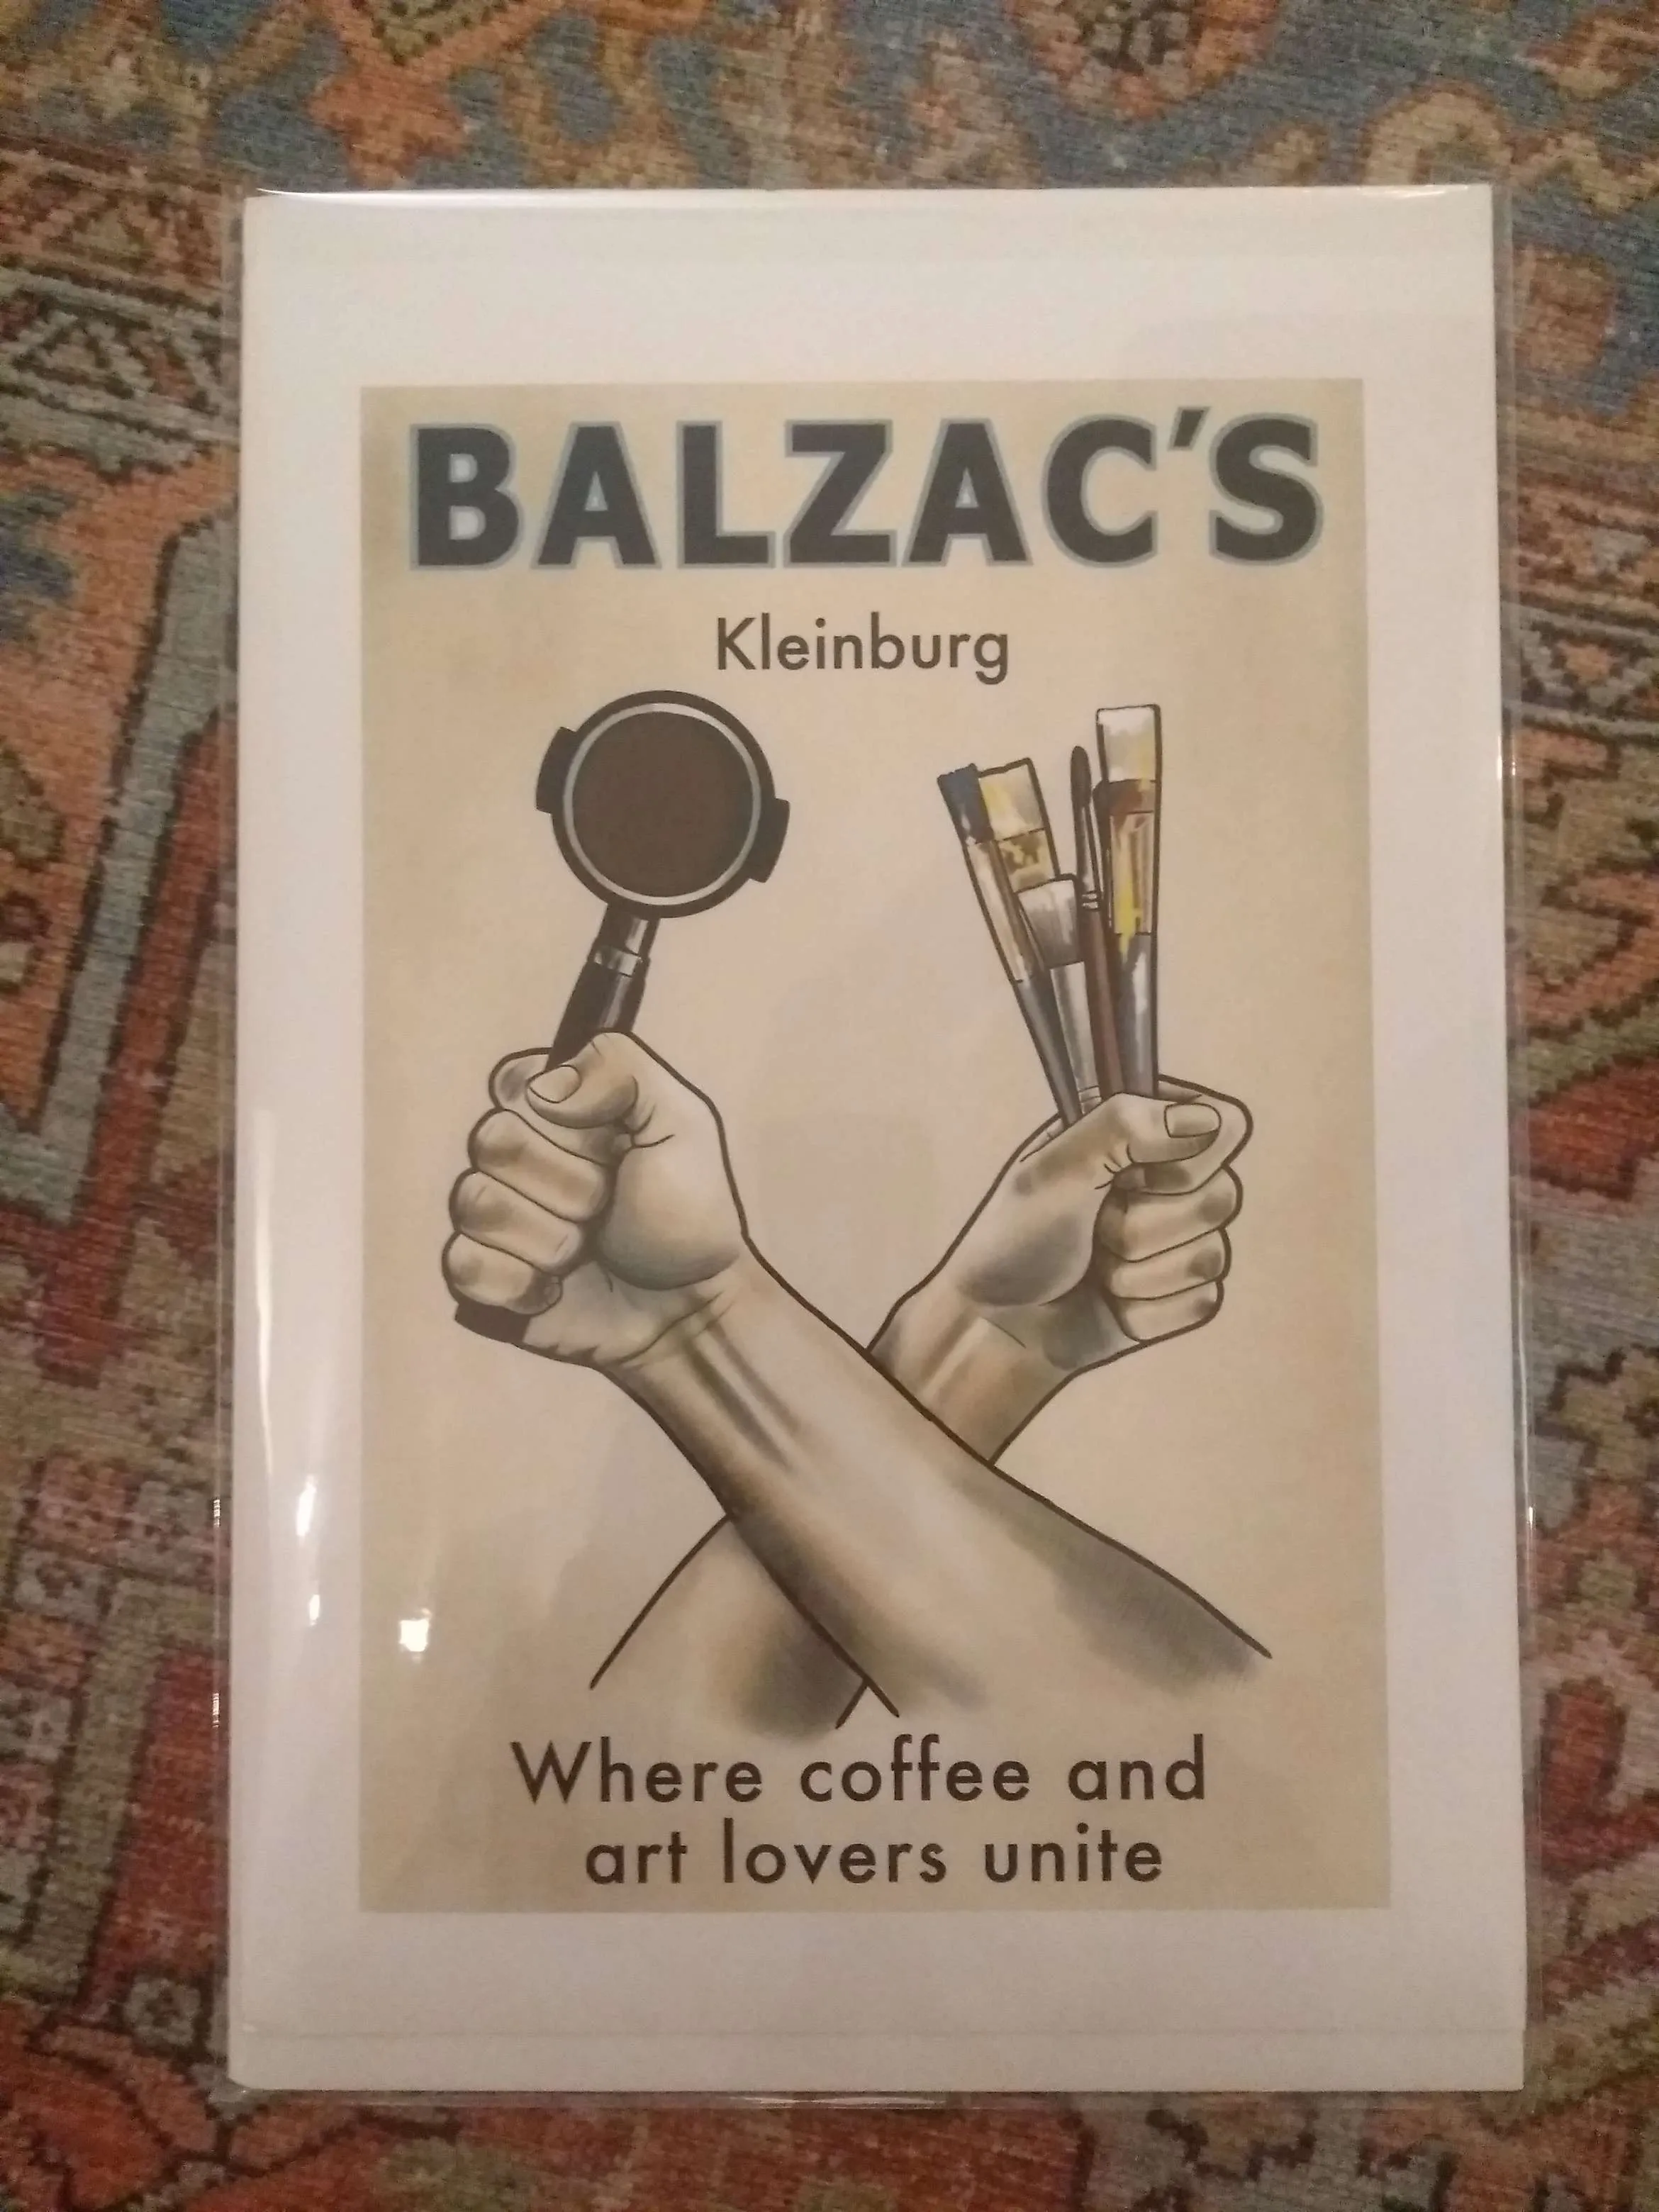 BALZAC'S
Kleinburg
Where coffee and
art lovers unite